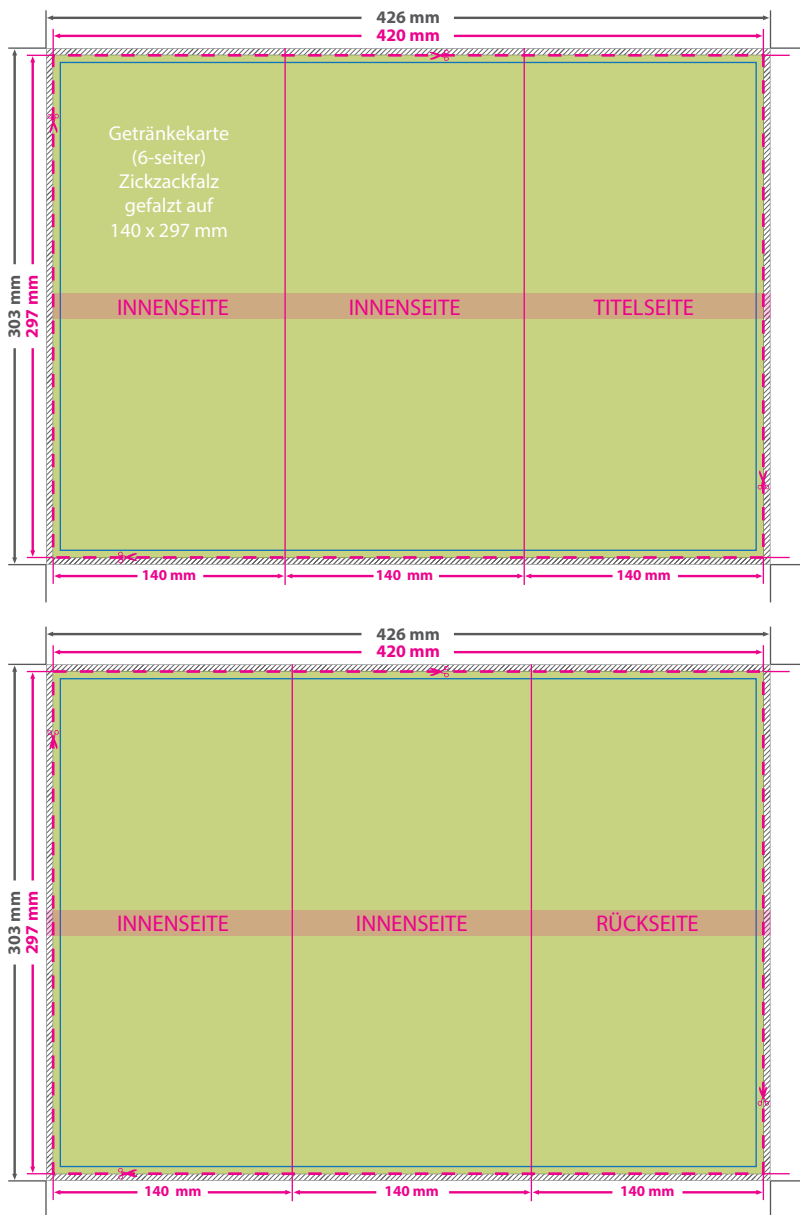 426 mm
420 mm
Getränkekarte
(6-seiter)
Zickzackfalz
gefalzt auf
140 x 297 mm
303 mm
297 mm
INNENSEITE INNENSEITE TITELSEITE
140 mm 140 mm 140 mm
426 mm
420 mm
303 mm
297 mm
INNENSEITE INNENSEITE RÜCKSEITE
140 mm 140 mm 140 mm